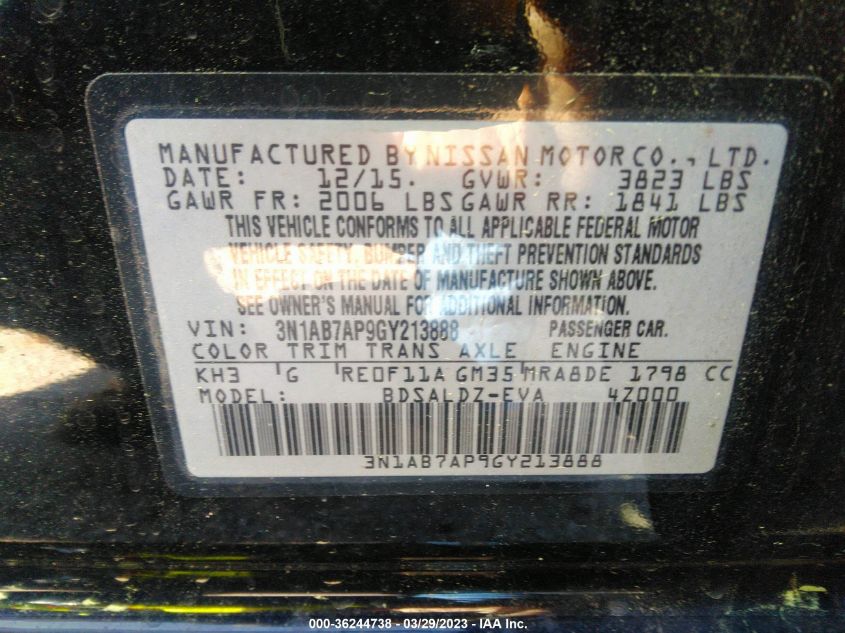 MANUFACTURED BY NISSAN MOTOR CO., LTD.
DATE: 12/15. GVWR: 3823 LBS
GAWR FR: 2006 LBS GAWR RR: 1841 LBS
THIS VEHICLE CONFORMS TO ALL APPLICABLE FEDERAL MOTOR
VEHICLE SAFETY, BUMPER AND THEFT PREVENTION STANDARDS
IN EFFECT ON THE DATE OF MANUFACTURE SHOWN ABOVE.
SEE OWNER'S MANUAL FOR ADDITIONAL INFORMATION.
VIN: 3N1AB7AP9GY213888 PASSENGER CAR.
COLOR TRIM TRANS AXLE ENGINE
KH3 'G 'RE0F11A GM35'MRA8DE 1798 CC
MODEL: BDSALDZ-EVA 4Z000
3N1AB7AP9GY213888
000-36244738 - 03/29/2023 - IAA Inc.